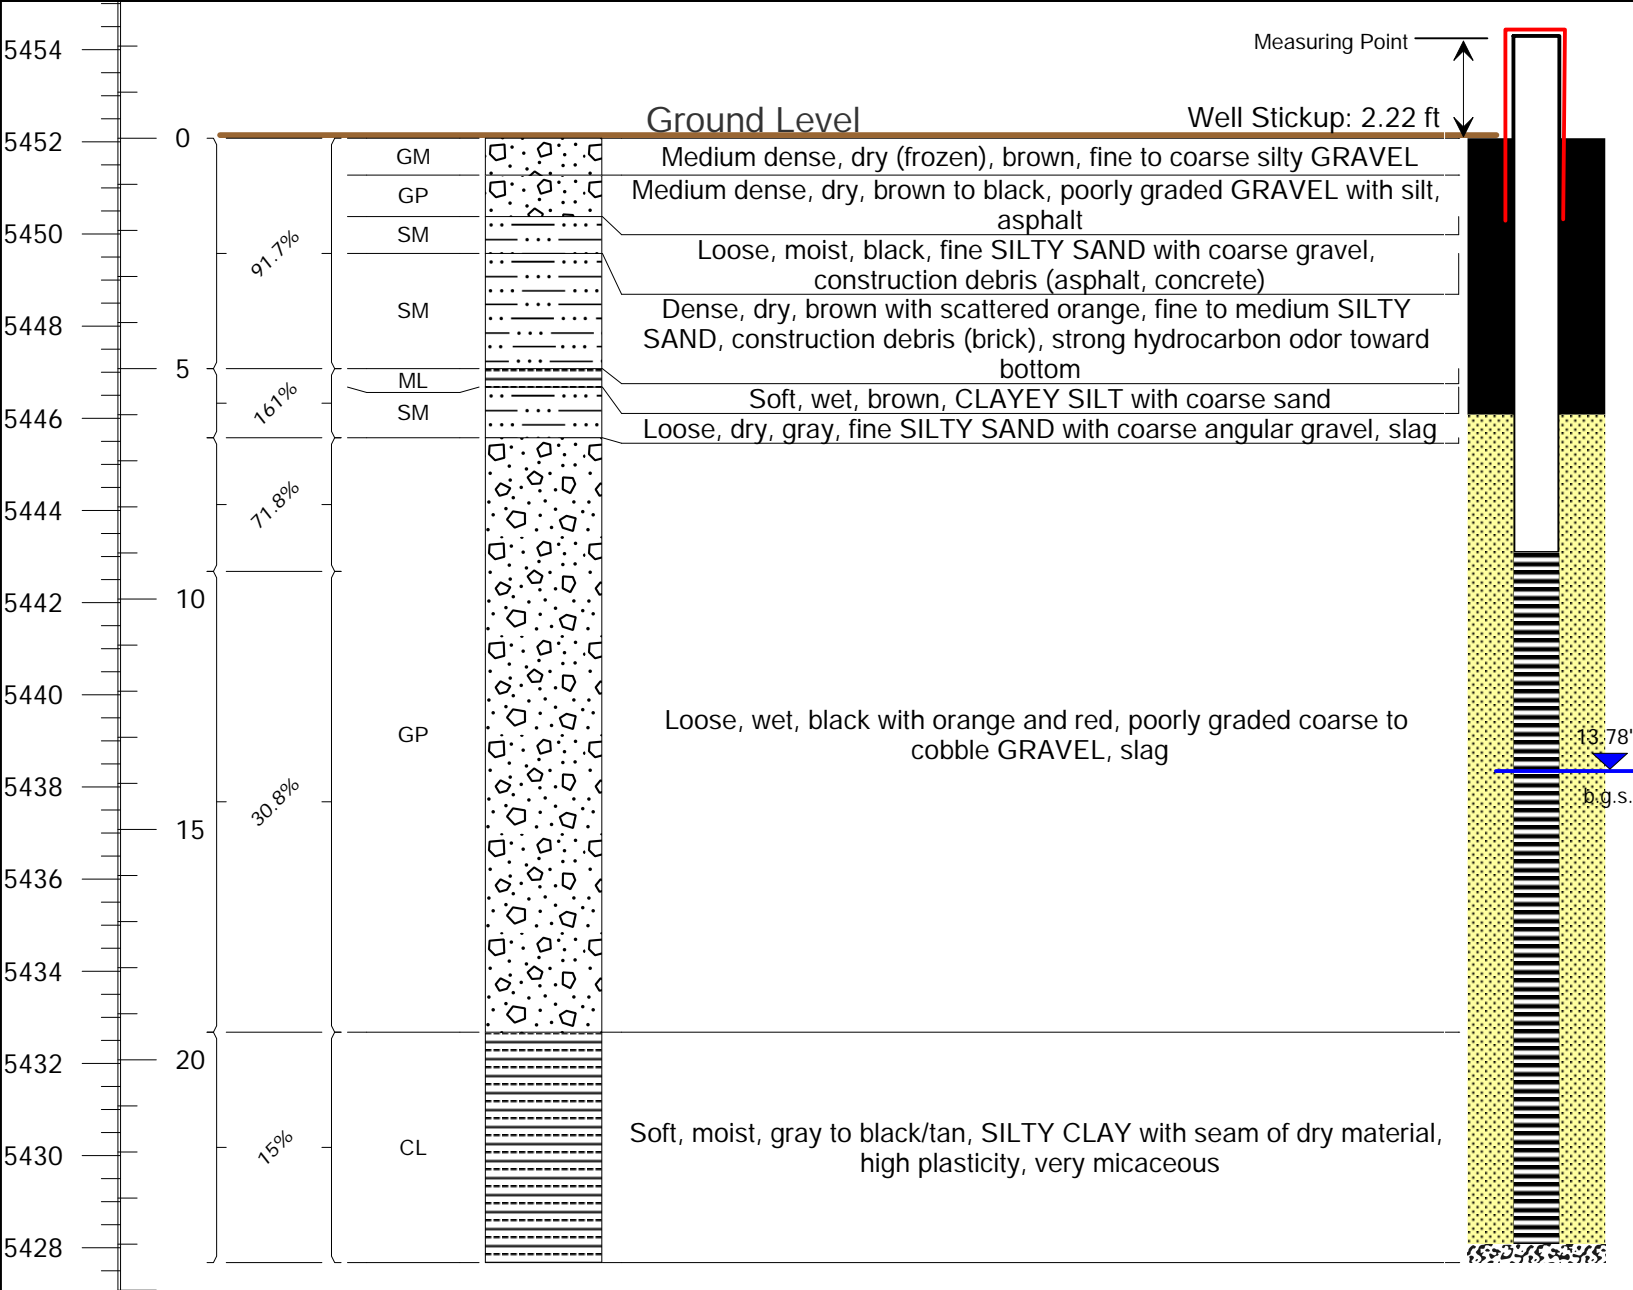 5454
Measuring Point
Ground Level
Well Stickup: 2.22 ft
5452
0
GM
Medium dense, dry (frozen), brown, fine to coarse silty GRAVEL
GP
Medium dense, dry, brown to black, poorly graded GRAVEL with silt,
asphalt
5450
91.7%
SM
Loose, moist, black, fine SILTY SAND with coarse gravel,
construction debris (asphalt, concrete)
5448
SM
Dense, dry, brown with scattered orange, fine to medium SILTY
SAND, construction debris (brick), strong hydrocarbon odor toward
bottom
5
ML
Soft, wet, brown, CLAYEY SILT with coarse sand
5446
161%
SM
Loose, dry, gray, fine SILTY SAND with coarse angular gravel, slag
5444
71.8%
5442
10
5440
GP
Loose, wet, black with orange and red, poorly graded coarse to
cobble GRAVEL, slag
13.78'
b.g.s.
5438
30.8%
15
5436
5434
5432
20
5430
15%
CL
Soft, moist, gray to black/tan, SILTY CLAY with seam of dry material,
high plasticity, very micaceous
5428